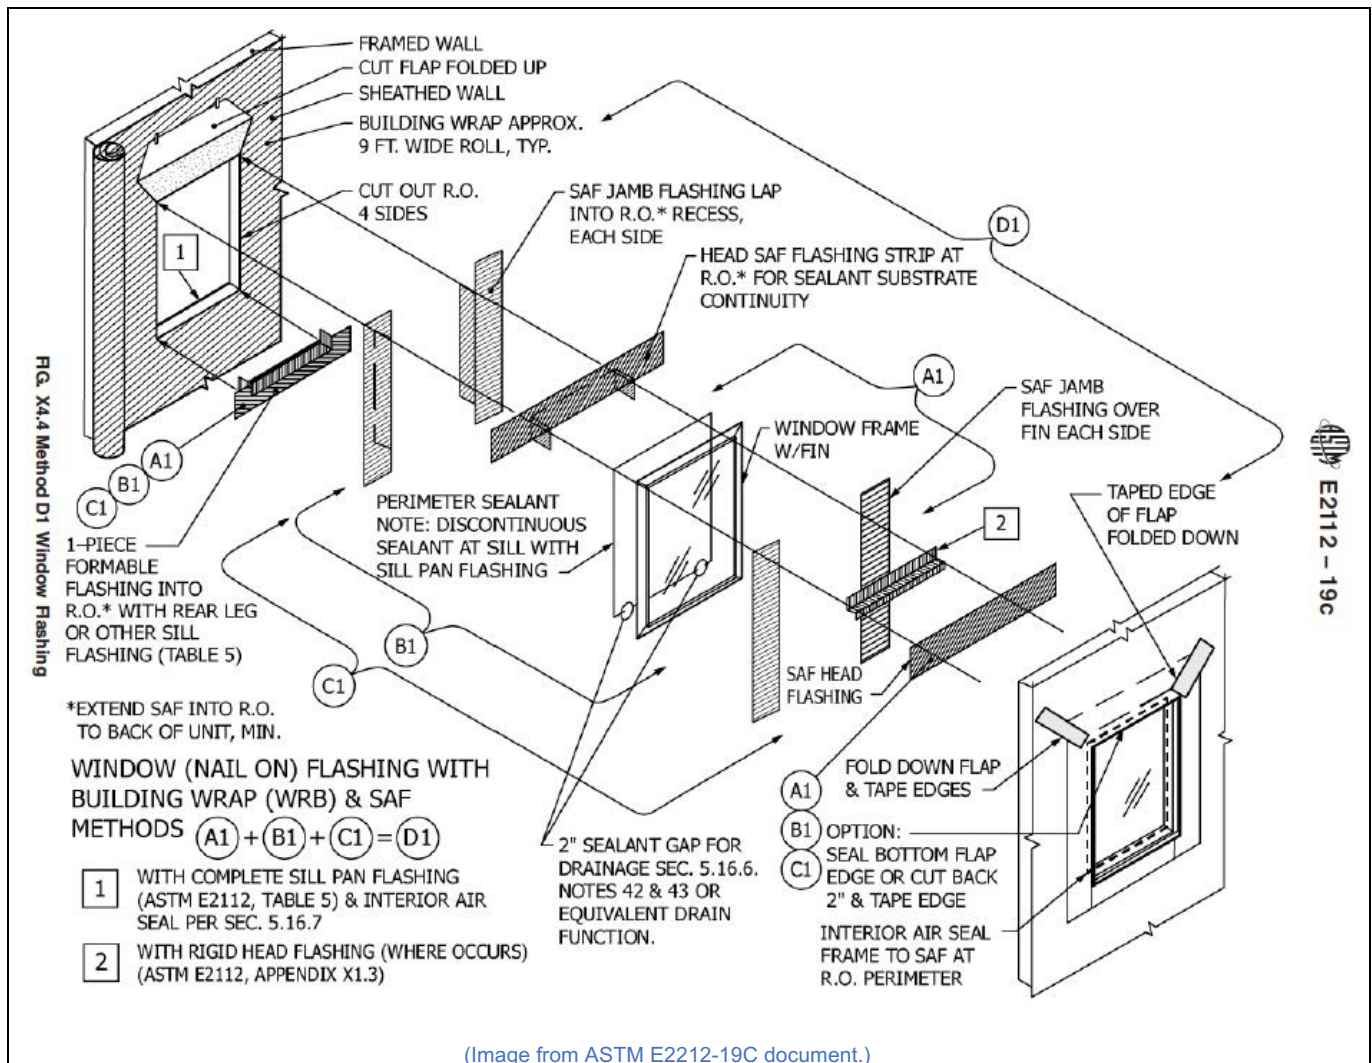 FRAMED WALL
CUT FLAP FOLDED UP
SHEATHED WALL
BUILDING WRAP APPROX.
9 FT. WIDE ROLL, TYP.
CUT OUT R.O.
4 SIDES
1
SAF JAMB FLASHING LAP
INTO R.O.* RECESS,
EACH SIDE
D1
HEAD SAF FLASHING STRIP AT
R.O.* FOR SEALANT SUBSTRATE
CONTINUITY
A1
SAF JAMB
FLASHING OVER
FIN EACH SIDE
WINDOW FRAME
W/FIN
A1
B1
C1
1-PIECE
FORMABLE
FLASHING INTO
R.O.* WITH REAR LEG
OR OTHER SILL
FLASHING (TABLE 5)
PERIMETER SEALANT
NOTE: DISCONTINUOUS
SEALANT AT SILL WITH
SILL PAN FLASHING
2
TAPED EDGE
OF FLAP
FOLDED DOWN
B1
C1
SAF HEAD
FLASHING
*EXTEND SAF INTO R.O.
TO BACK OF UNIT, MIN.
WINDOW (NAIL ON) FLASHING WITH
BUILDING WRAP (WRB) & SAF
METHODS A1 + B1 + C1 = D1
1 WITH COMPLETE SILL PAN FLASHING
(ASTM E2112, TABLE 5) & INTERIOR AIR
SEAL PER SEC. 5.16.7
2 WITH RIGID HEAD FLASHING (WHERE OCCURS)
(ASTM E2112, APPENDIX X1.3)
2" SEALANT GAP FOR
DRAINAGE SEC. 5.16.6.
NOTES 42 & 43 OR
EQUIVALENT DRAIN
FUNCTION.
FOLD DOWN FLAP
& TAPE EDGES
A1
B1
C1
OPTION:
SEAL BOTTOM FLAP
EDGE OR CUT BACK
2" & TAPE EDGE
INTERIOR AIR SEAL
FRAME TO SAF AT
R.O. PERIMETER
FIG. X4.4 Method D1 Window Flashing
ASTM E2112 – 19c
(Image from ASTM E2212-19C document.)